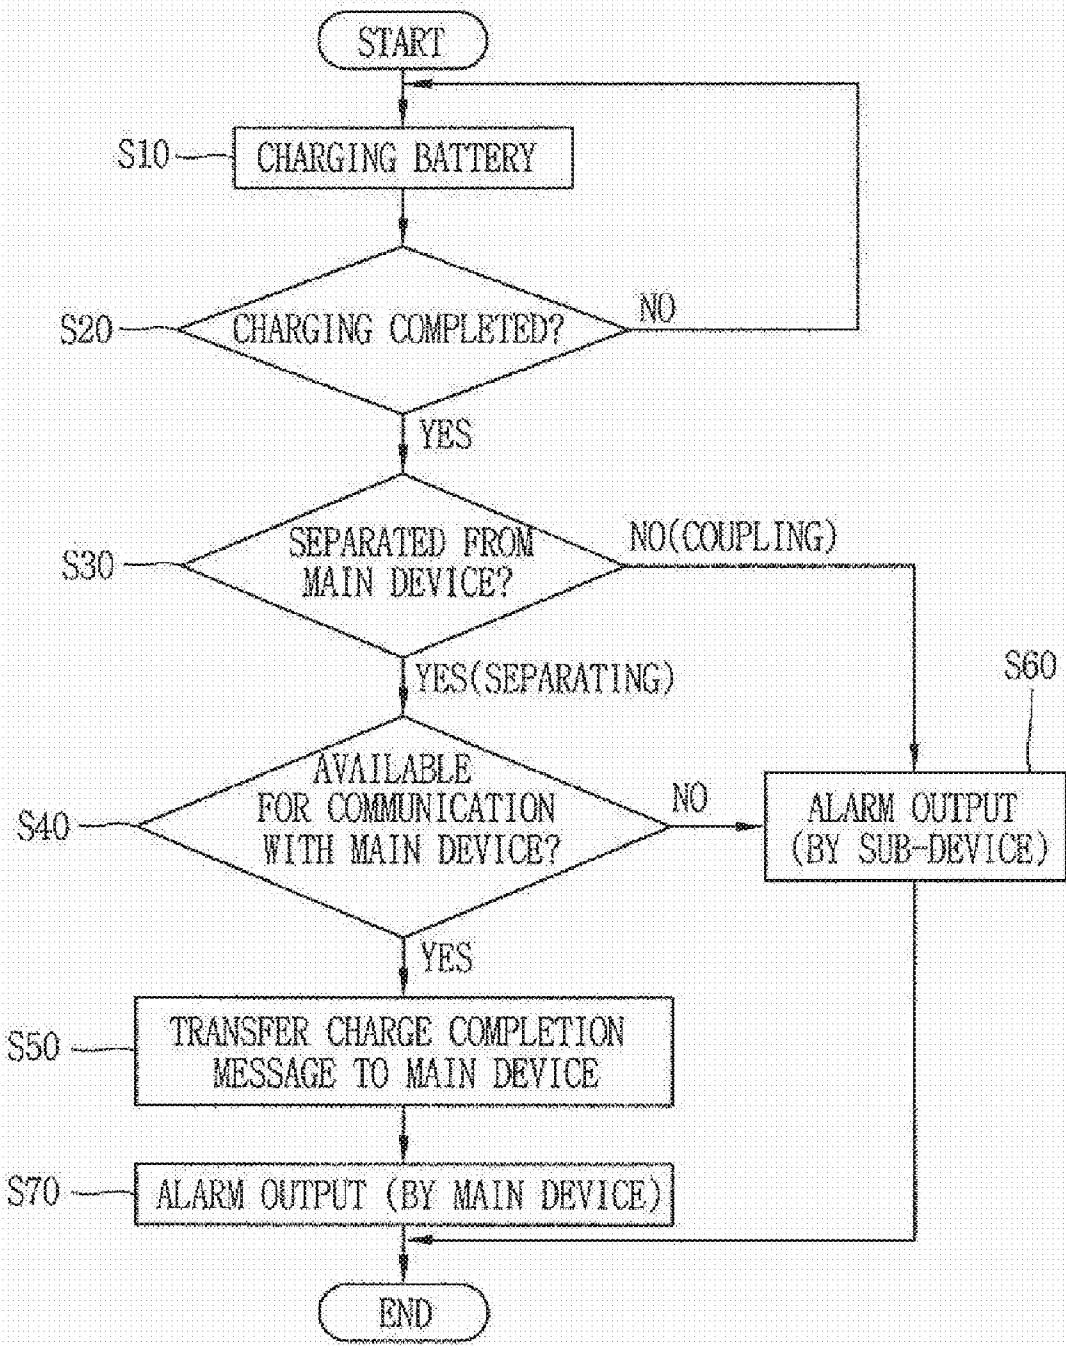 START
S10
CHARGING BATTERY
S20
CHARGING COMPLETED?
NO
YES
S30
SEPARATED FROM
MAIN DEVICE?
NO(COUPLING)
YES(SEPARATING)
S60
S40
AVAILABLE
FOR COMMUNICATION
WITH MAIN DEVICE?
NO
ALARM OUTPUT
(BY SUB-DEVICE)
YES
S50
TRANSFER CHARGE COMPLETION
MESSAGE TO MAIN DEVICE
S70
ALARM OUTPUT (BY MAIN DEVICE)
END